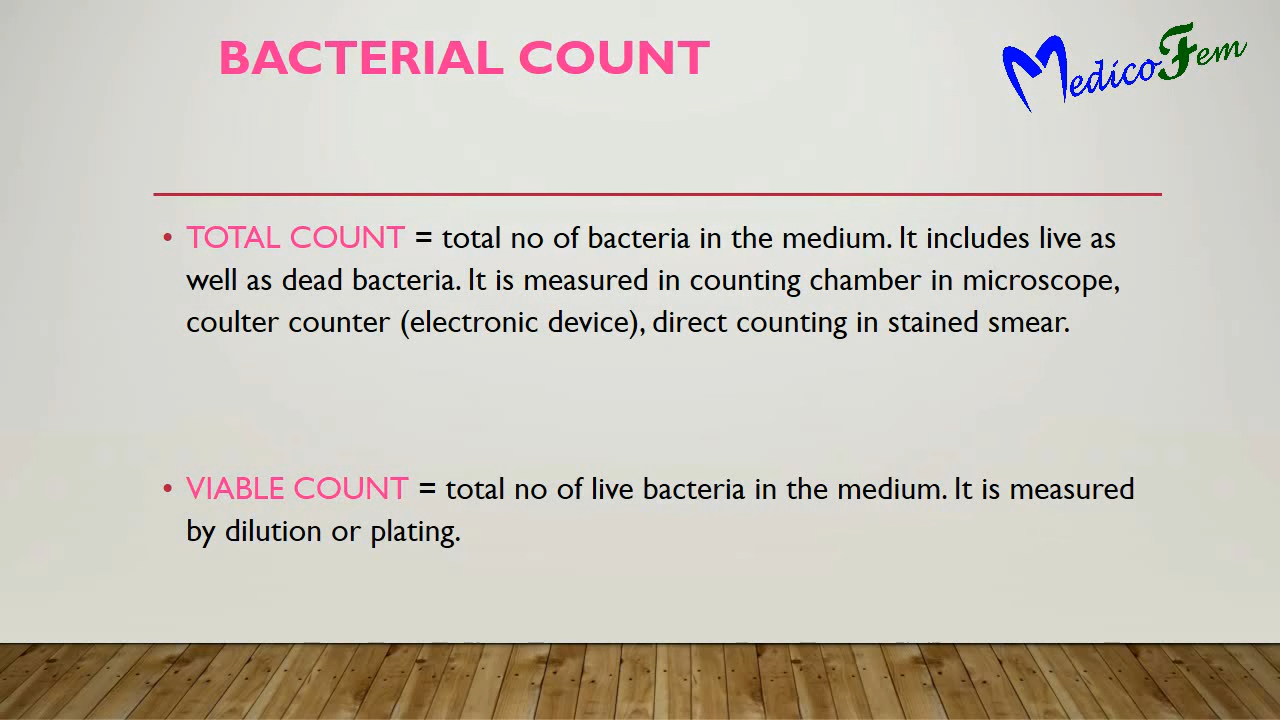 BACTERIAL COUNT
MedicoFem
• TOTAL COUNT = total no of bacteria in the medium. It includes live as
well as dead bacteria. It is measured in counting chamber in microscope,
coulter counter (electronic device), direct counting in stained smear.
• VIABLE COUNT = total no of live bacteria in the medium. It is measured
by dilution or plating.